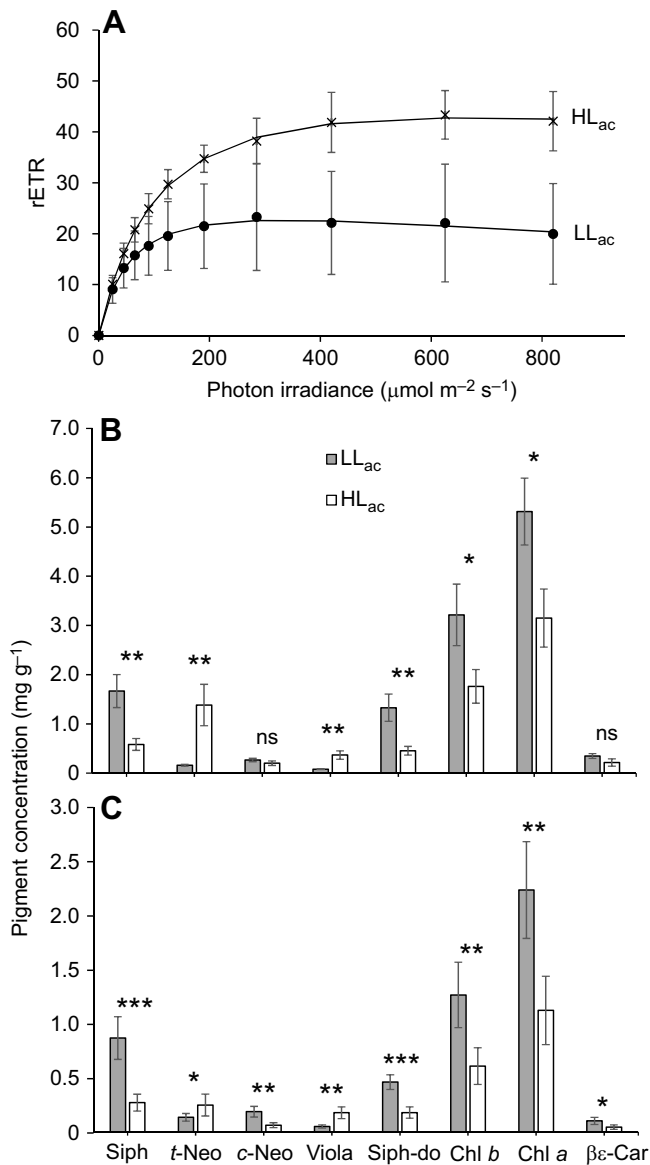 A
60
50
40
30
20
10
0
rETR
HLac
LLac
0 200 400 600 800
Photon irradiance (μmol m–2 s–1)
B
7.0
6.0
5.0
4.0
3.0
2.0
1.0
0
LLac
HLac
** ** ns ** ** * * ns
Pigment concentration (mg g–1)
C
3.0
2.5
2.0
1.5
1.0
0.5
0
*** * ** ** *** ** ** *
Siph t-Neo c-Neo Viola Siph-do Chl b Chl a βε-Car